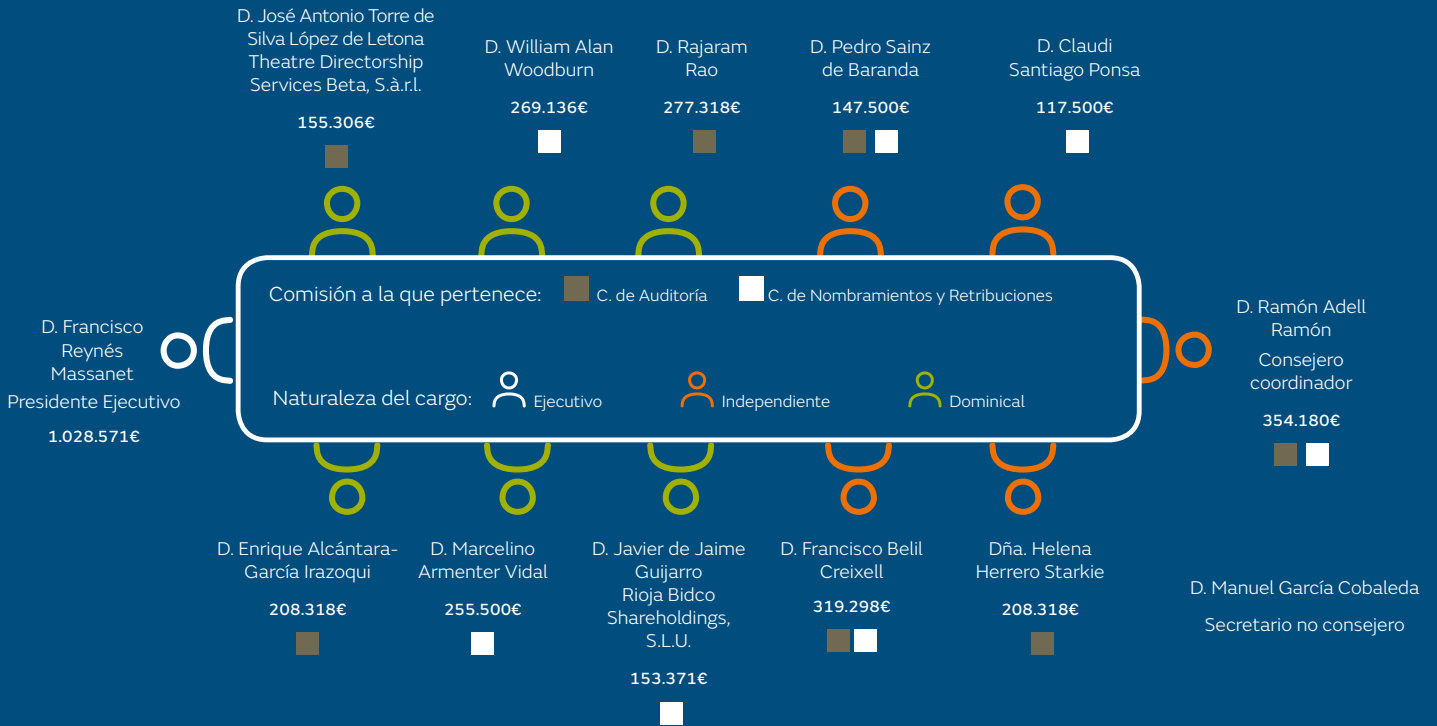 D. José Antonio Torre de
Silva López de Letona
Theatre Directorship
Services Beta, S.à.r.l.
155.306€
D. William Alan
Woodburn
269.136€
D. Rajaram
Rao
277.318€
D. Pedro Sainz
de Baranda
147.500€
D. Claudi
Santiago Ponsa
117.500€
Comisión a la que pertenece:
C. de Auditoría
C. de Nombramientos y Retribuciones
Naturaleza del cargo:
Ejecutivo
Independiente
Dominical
D. Francisco
Reynés
Massanet
Presidente Ejecutivo
1.028.571€
D. Ramón Adell
Ramón
Consejero
coordinador
354.180€
D. Enrique Alcántara-
García Irazoqui
208.318€
D. Marcelino
Armenter Vidal
255.500€
D. Javier de Jaime
Guijarro
Rioja Bidco
Shareholdings,
S.L.U.
153.371€
D. Francisco Belil
Creixell
319.298€
Dña. Helena
Herrero Starkie
208.318€
D. Manuel García Cobaleda
Secretario no consejero